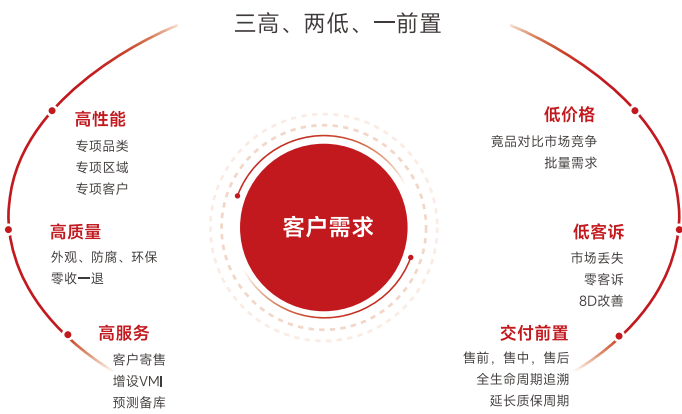 三高、两低、一前置
高性能
专项品类
专项区域
专项客户
高质量
外观、防腐、环保
零收一退
高服务
客户寄售
增设VMI
预测备库
客户需求
低价格
竟品对比市场竞争
批量需求
低客诉
市场丢失
零客诉
8D改善
交付前置
售前，售中，售后
全生命周期追溯
延长质保周期